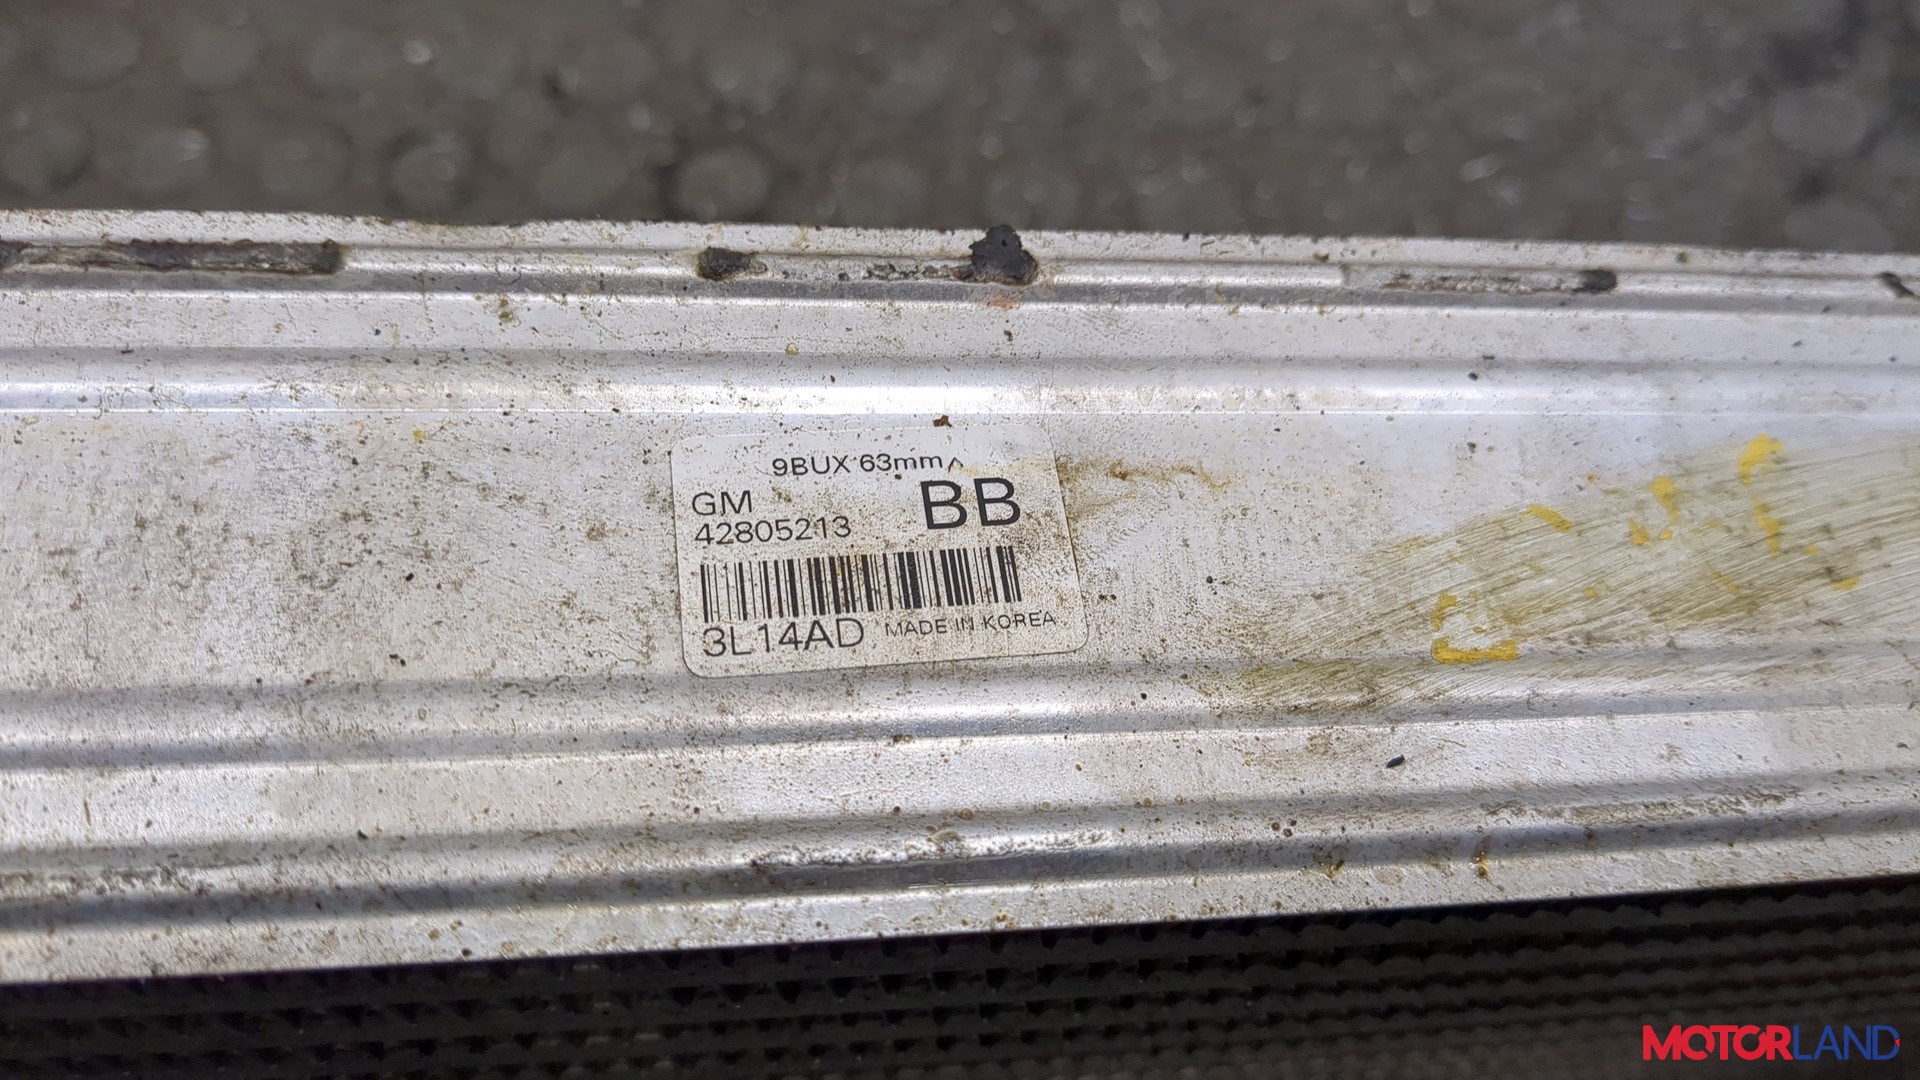 9BUX 63mm
GM
BB
42805213
3L14AD MADE IN KOREA
MOTORLAND